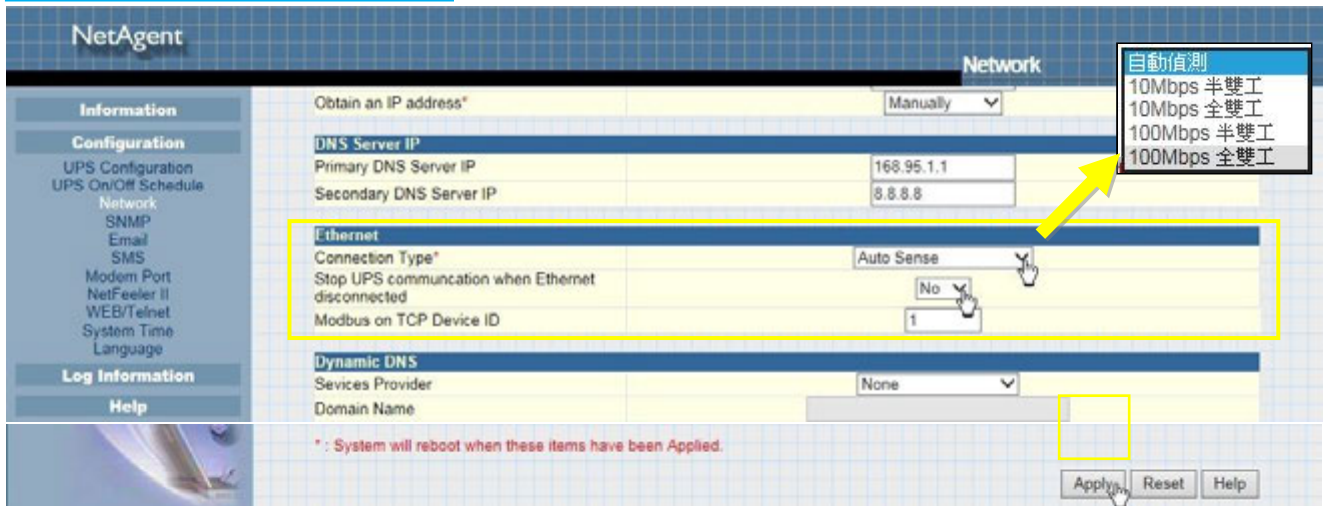 NetAgent
Network
自動偵測
10Mbps 半雙工
10Mbps 全雙工
100Mbps 半雙工
100Mbps 全雙工
Information
Configuration
UPS Configuration
UPS On/Off Schedule
Network
SNMP
Email
SMS
Modem Port
NetFeeler II
WEB/Telnet
System Time
Language
Log Information
Help
Obtain an IP address* Manually
DNS Server IP
Primary DNS Server IP 168.95.1.1
Secondary DNS Server IP 8.8.8.8
Ethernet
Connection Type* Auto Sense
Stop UPS communcation when Ethernet
disconnected No
Modbus on TCP Device ID 1
Dynamic DNS
Sevices Provider None
Domain Name
* : System will reboot when these items have been Applied.
Apply Reset Help